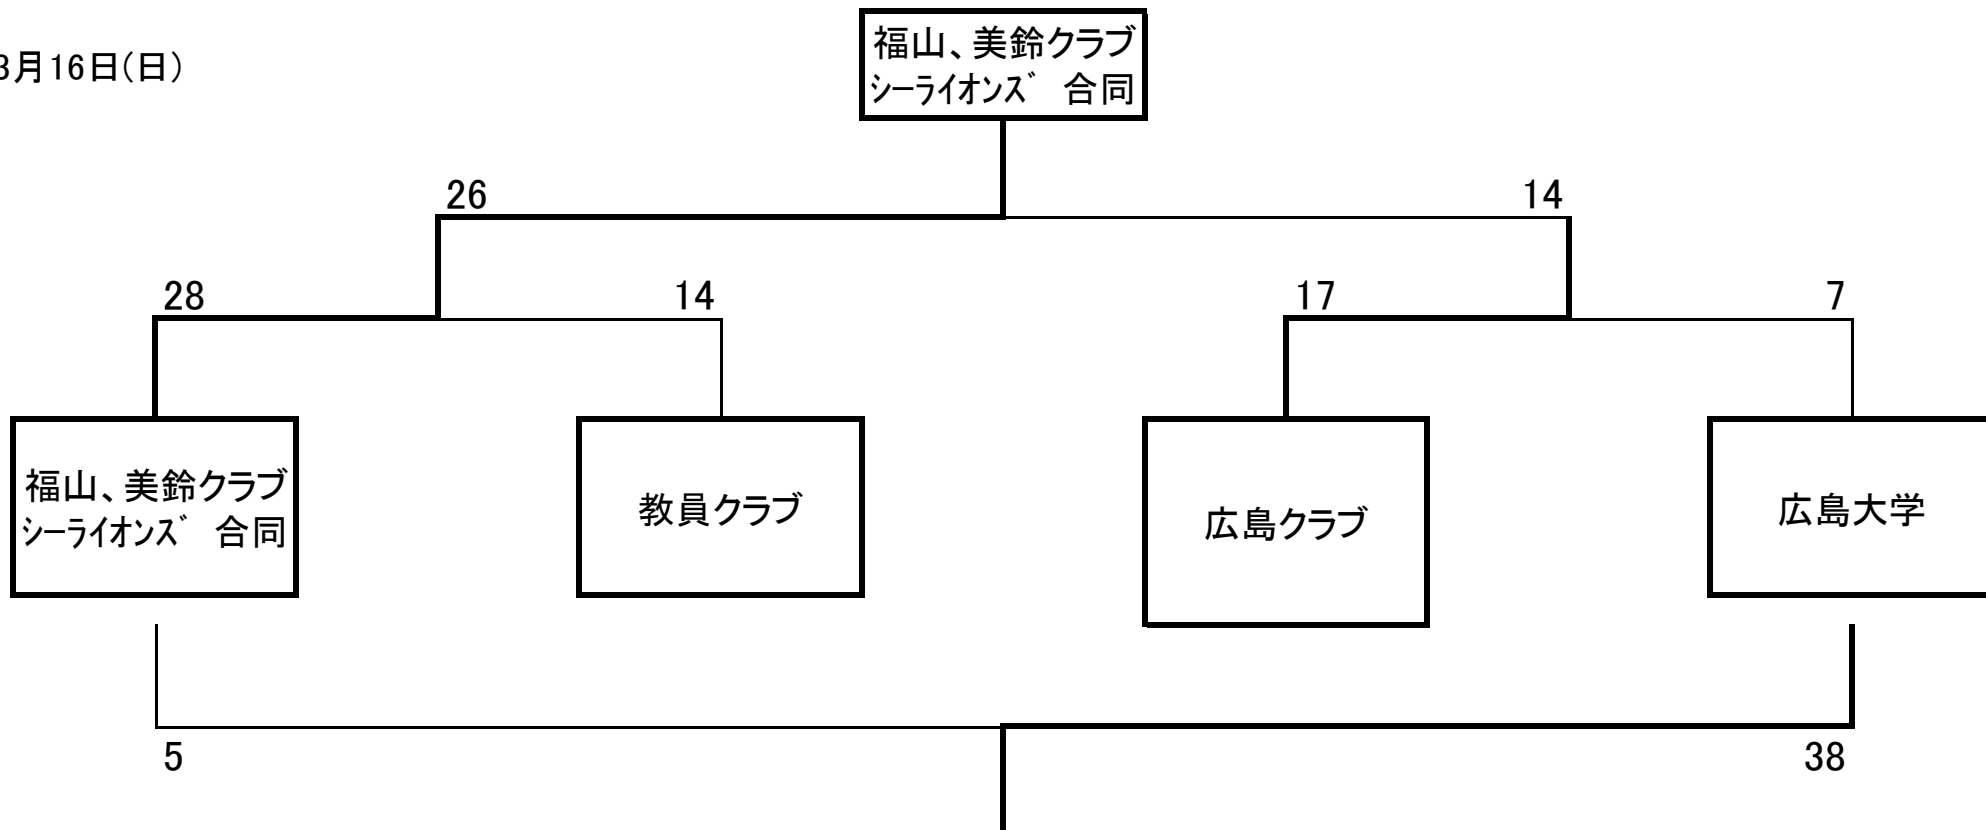 福山、美鈴クラブ
シーライオンズ 合同
3月16日(日)
26
14
28
14
17
7
福山、美鈴クラブ
シーライオンズ 合同
教員クラブ
広島クラブ
広島大学
5
38